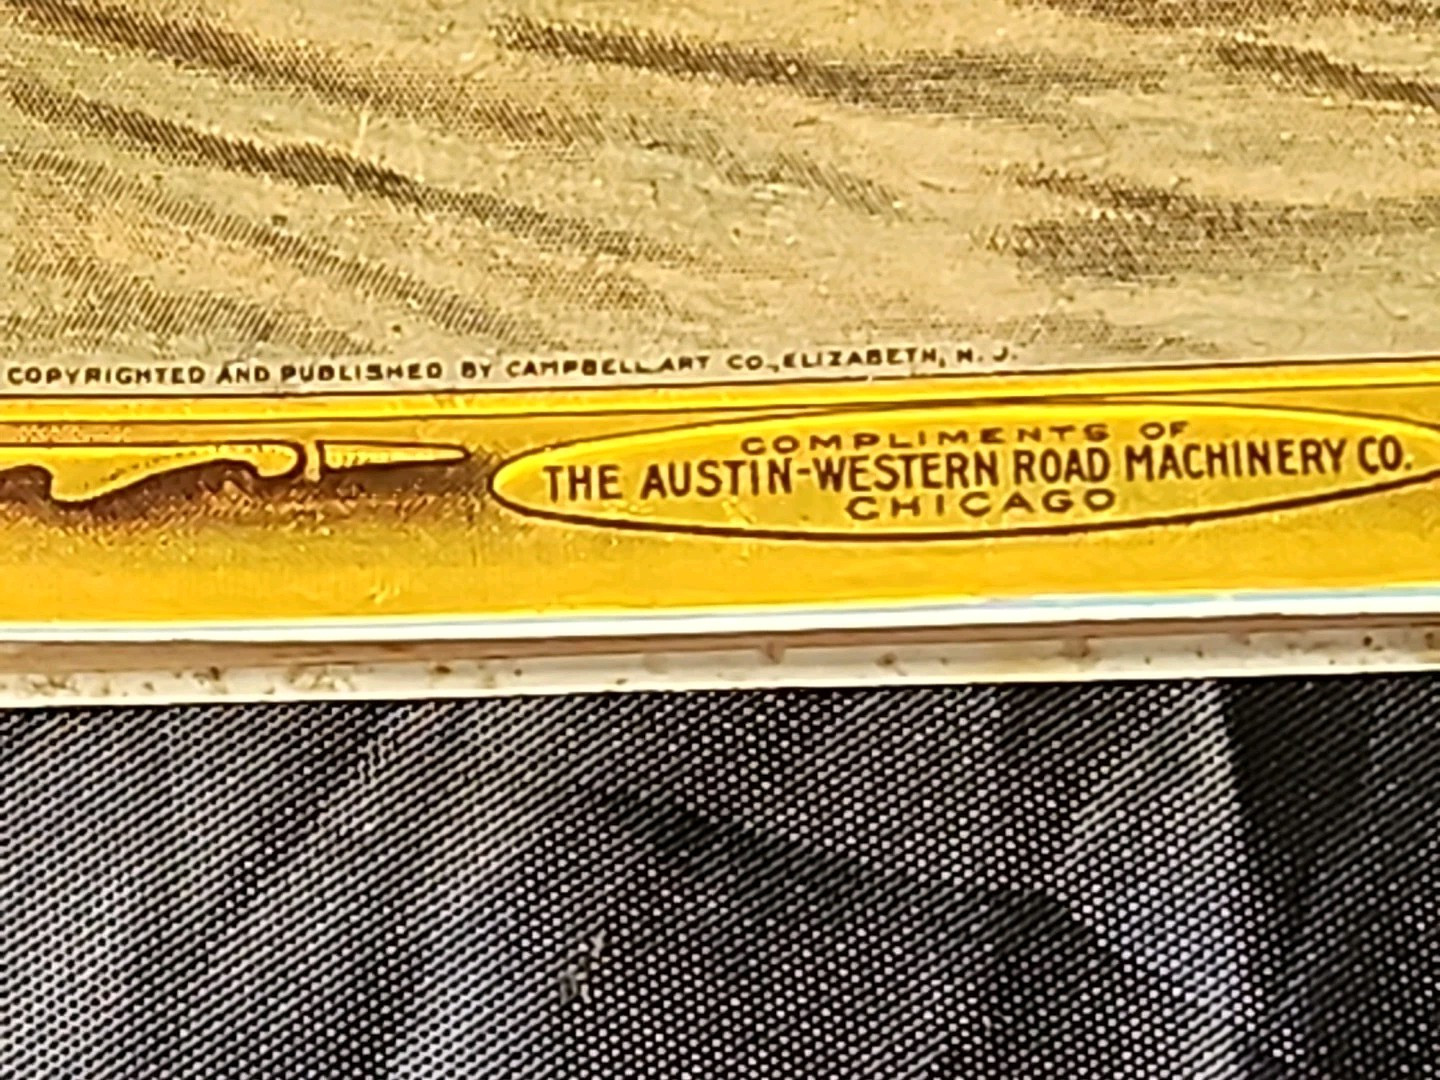 COPYRIGHTED AND PUBLISHED BY CAMPBELL ART CO., ELIZABETH, N. J.
COMPLIMENTS OF
THE AUSTIN-WESTERN ROAD MACHINERY CO.
CHICAGO